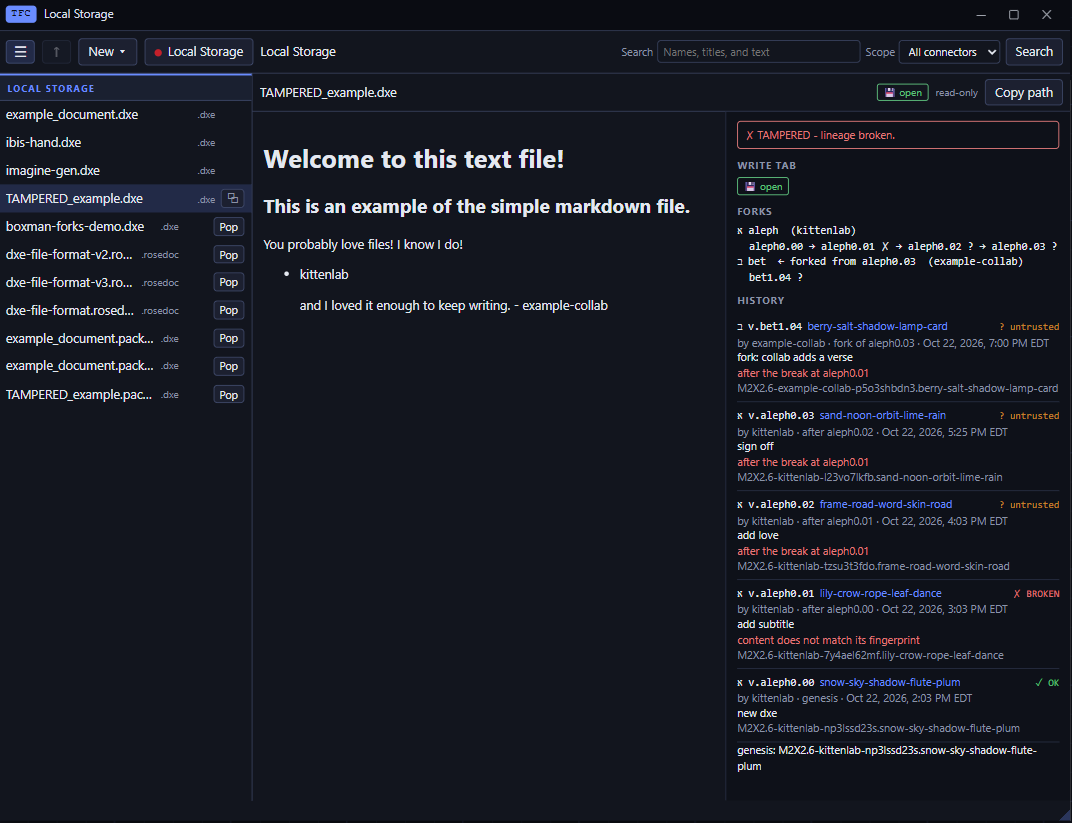 TFC Local Storage
☰ ↑ New ▾ ● Local Storage Local Storage Search Names, titles, and text Scope All connectors Search
LOCAL STORAGE
example_document.dxe .dxe
ibis-hand.dxe .dxe
imagine-gen.dxe .dxe
TAMPERED_example.dxe .dxe
boxman-forks-demo.dxe .dxe Pop
dxe-file-format-v2.ro... .rosedoc Pop
dxe-file-format-v3.ro... .rosedoc Pop
dxe-file-format.rosed... .rosedoc Pop
example_document.pack... .dxe Pop
example_document.pack... .dxe Pop
TAMPERED_example.pac... .dxe Pop
TAMPERED_example.dxe 💾 open read-only Copy path
Welcome to this text file!
This is an example of the simple markdown file.
You probably love files! I know I do!
• kittenlab
and I loved it enough to keep writing. - example-collab
✗ TAMPERED - lineage broken.
WRITE TAB
💾 open
FORKS
א aleph (kittenlab)
aleph0.00 → aleph0.01 ✗ → aleph0.02 ? → aleph0.03 ?
ב bet ← forked from aleph0.03 (example-collab)
bet1.04 ?
HISTORY
ב v.bet1.04 berry-salt-shadow-lamp-card ? untrusted
by example-collab · fork of aleph0.03 · Oct 22, 2026, 7:00 PM EDT
fork: collab adds a verse
after the break at aleph0.01
M2X2.6-example-collab-p5o3shbdn3.berry-salt-shadow-lamp-card
א v.aleph0.03 sand-noon-orbit-lime-rain ? untrusted
by kittenlab · after aleph0.02 · Oct 22, 2026, 5:25 PM EDT
sign off
after the break at aleph0.01
M2X2.6-kittenlab-l23vo7lkfb.sand-noon-orbit-lime-rain
א v.aleph0.02 frame-road-word-skin-road ? untrusted
by kittenlab · after aleph0.01 · Oct 22, 2026, 4:03 PM EDT
add love
after the break at aleph0.01
M2X2.6-kittenlab-tzsu3t3fdo.frame-road-word-skin-road
א v.aleph0.01 lily-crow-rope-leaf-dance ✗ BROKEN
by kittenlab · after aleph0.00 · Oct 22, 2026, 3:03 PM EDT
add subtitle
content does not match its fingerprint
M2X2.6-kittenlab-7y4ael62mf.lily-crow-rope-leaf-dance
א v.aleph0.00 snow-sky-shadow-flute-plum ✓ OK
by kittenlab · genesis · Oct 22, 2026, 2:03 PM EDT
new dxe
M2X2.6-kittenlab-np3lssd23s.snow-sky-shadow-flute-plum
genesis: M2X2.6-kittenlab-np3lssd23s.snow-sky-shadow-flute-
plum